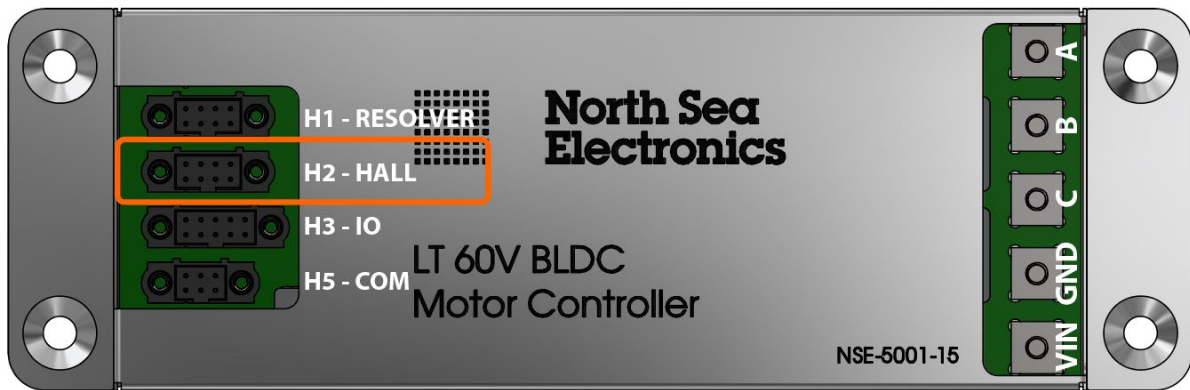 H1 - RESOLVER
H2 - HALL
H3 - IO
H5 - COM
North Sea
Electronics
LT 60V BLDC
Motor Controller
NSE-5001-15
A
B
C
GND
VIN